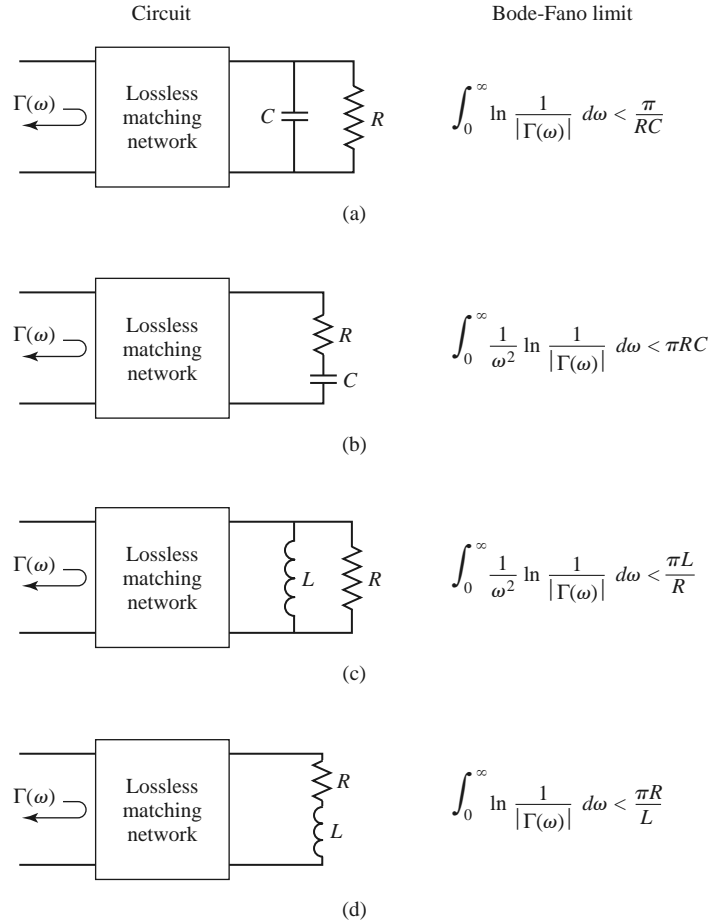 Circuit Bode-Fano limit
Γ(ω) Lossless matching network C R ∫₀^∞ ln 1/|Γ(ω)| dω < π/RC
(a)
Γ(ω) Lossless matching network R C ∫₀^∞ 1/ω² ln 1/|Γ(ω)| dω < πRC
(b)
Γ(ω) Lossless matching network L R ∫₀^∞ 1/ω² ln 1/|Γ(ω)| dω < πL/R
(c)
Γ(ω) Lossless matching network R L ∫₀^∞ ln 1/|Γ(ω)| dω < πR/L
(d)